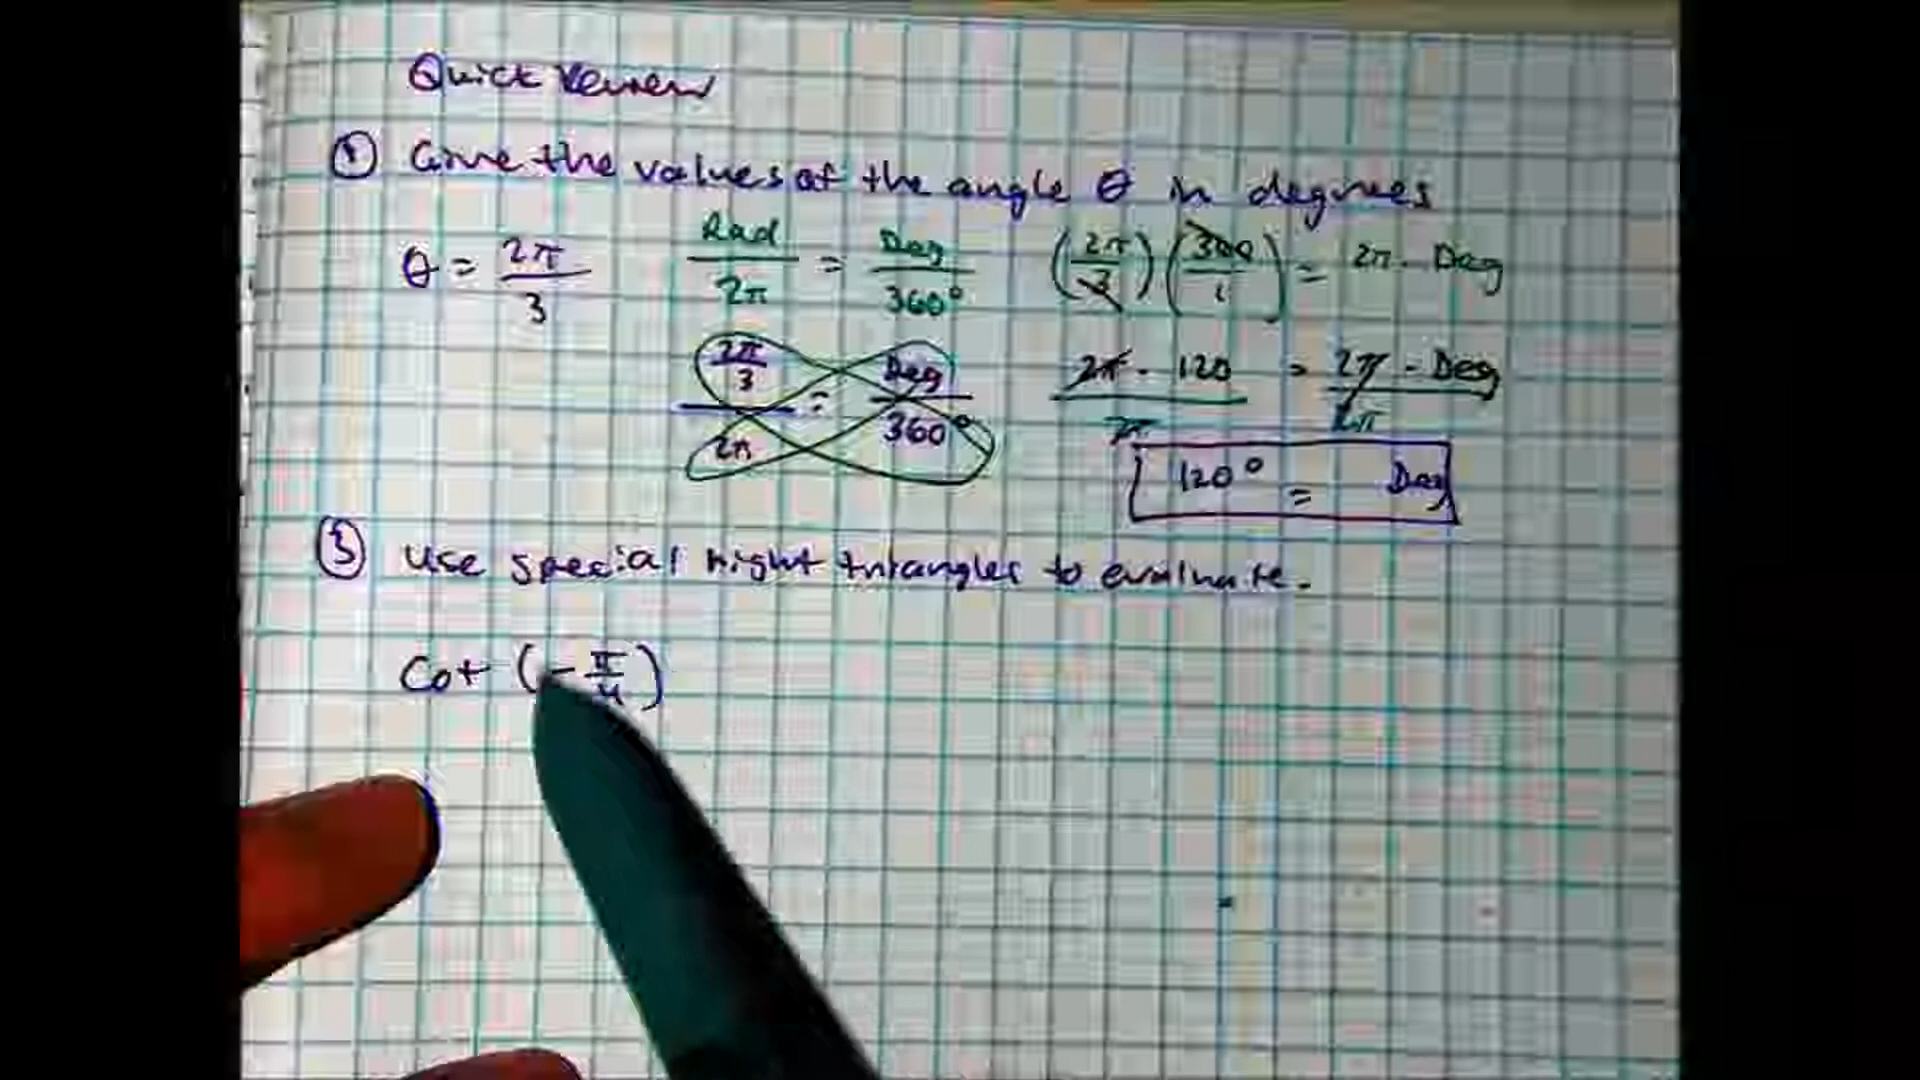 Quick Review
① Give the values of the angle θ in degrees
θ = 2π/3
Rad/2π = Deg/360°
(2π/3)(360/1) = 2π · Deg
2π/3 / 2π = Deg/360°
2π · 120 / 2π = 2π · Deg / 2π
120° = Deg
③ Use special right triangles to evaluate.
Cot (-π/4)